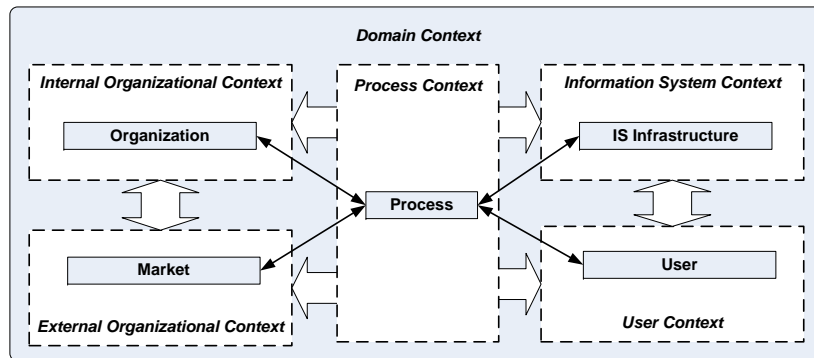 Domain Context
Internal Organizational Context
Process Context
Information System Context
Organization
IS Infrastructure
Process
Market
User
External Organizational Context
User Context